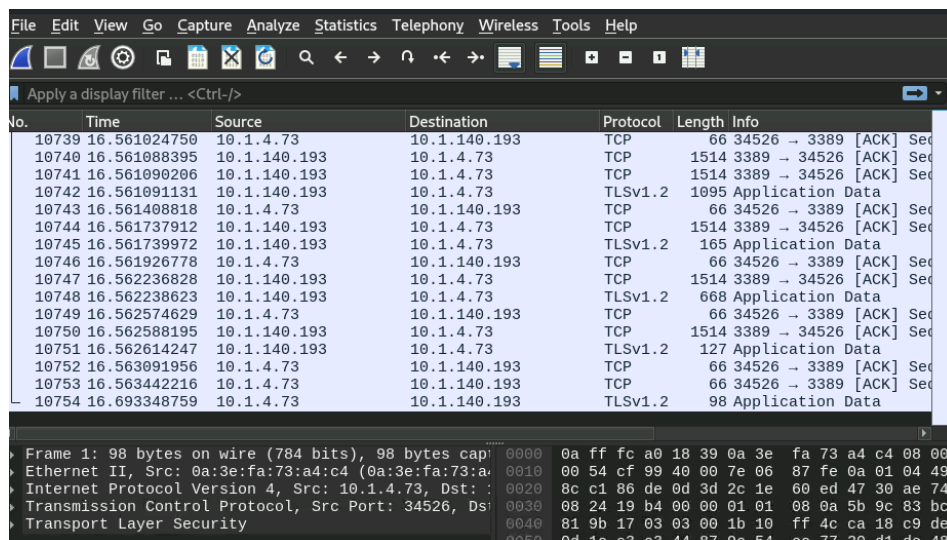 File Edit View Go Capture Analyze Statistics Telephony Wireless Tools Help
Apply a display filter … <Ctrl-/>
No. Time Source Destination Protocol Length Info
10739 16.561024750 10.1.4.73 10.1.140.193 TCP 66 34526 → 3389 [ACK] Sec
10740 16.561088395 10.1.140.193 10.1.4.73 TCP 1514 3389 → 34526 [ACK] Sec
10741 16.561090206 10.1.140.193 10.1.4.73 TCP 1514 3389 → 34526 [ACK] Sec
10742 16.561091131 10.1.140.193 10.1.4.73 TLSv1.2 1095 Application Data
10743 16.561408818 10.1.4.73 10.1.140.193 TCP 66 34526 → 3389 [ACK] Sec
10744 16.561737912 10.1.140.193 10.1.4.73 TCP 1514 3389 → 34526 [ACK] Sec
10745 16.561739972 10.1.140.193 10.1.4.73 TLSv1.2 165 Application Data
10746 16.561926778 10.1.4.73 10.1.140.193 TCP 66 34526 → 3389 [ACK] Sec
10747 16.562236828 10.1.140.193 10.1.4.73 TCP 1514 3389 → 34526 [ACK] Sec
10748 16.562238623 10.1.140.193 10.1.4.73 TLSv1.2 668 Application Data
10749 16.562574629 10.1.4.73 10.1.140.193 TCP 66 34526 → 3389 [ACK] Sec
10750 16.562588195 10.1.140.193 10.1.4.73 TCP 1514 3389 → 34526 [ACK] Sec
10751 16.562614247 10.1.140.193 10.1.4.73 TLSv1.2 127 Application Data
10752 16.563091956 10.1.4.73 10.1.140.193 TCP 66 34526 → 3389 [ACK] Sec
10753 16.563442216 10.1.4.73 10.1.140.193 TCP 66 34526 → 3389 [ACK] Sec
10754 16.693348759 10.1.4.73 10.1.140.193 TLSv1.2 98 Application Data
Frame 1: 98 bytes on wire (784 bits), 98 bytes capt 0000 0a ff fc a0 18 39 0a 3e fa 73 a4 c4 08 00
Ethernet II, Src: 0a:3e:fa:73:a4:c4 (0a:3e:fa:73:a4 0010 00 54 cf 99 40 00 7e 06 87 fe 0a 01 04 49
Internet Protocol Version 4, Src: 10.1.4.73, Dst: 0020 8c c1 86 de 0d 3d 2c 1e 60 ed 47 30 ae 74
Transmission Control Protocol, Src Port: 34526, Dst 0030 08 24 19 b4 00 00 01 01 08 0a 5b 9c 83 bc
Transport Layer Security 0040 81 9b 17 03 03 00 1b 10 ff 4c ca 18 c9 de